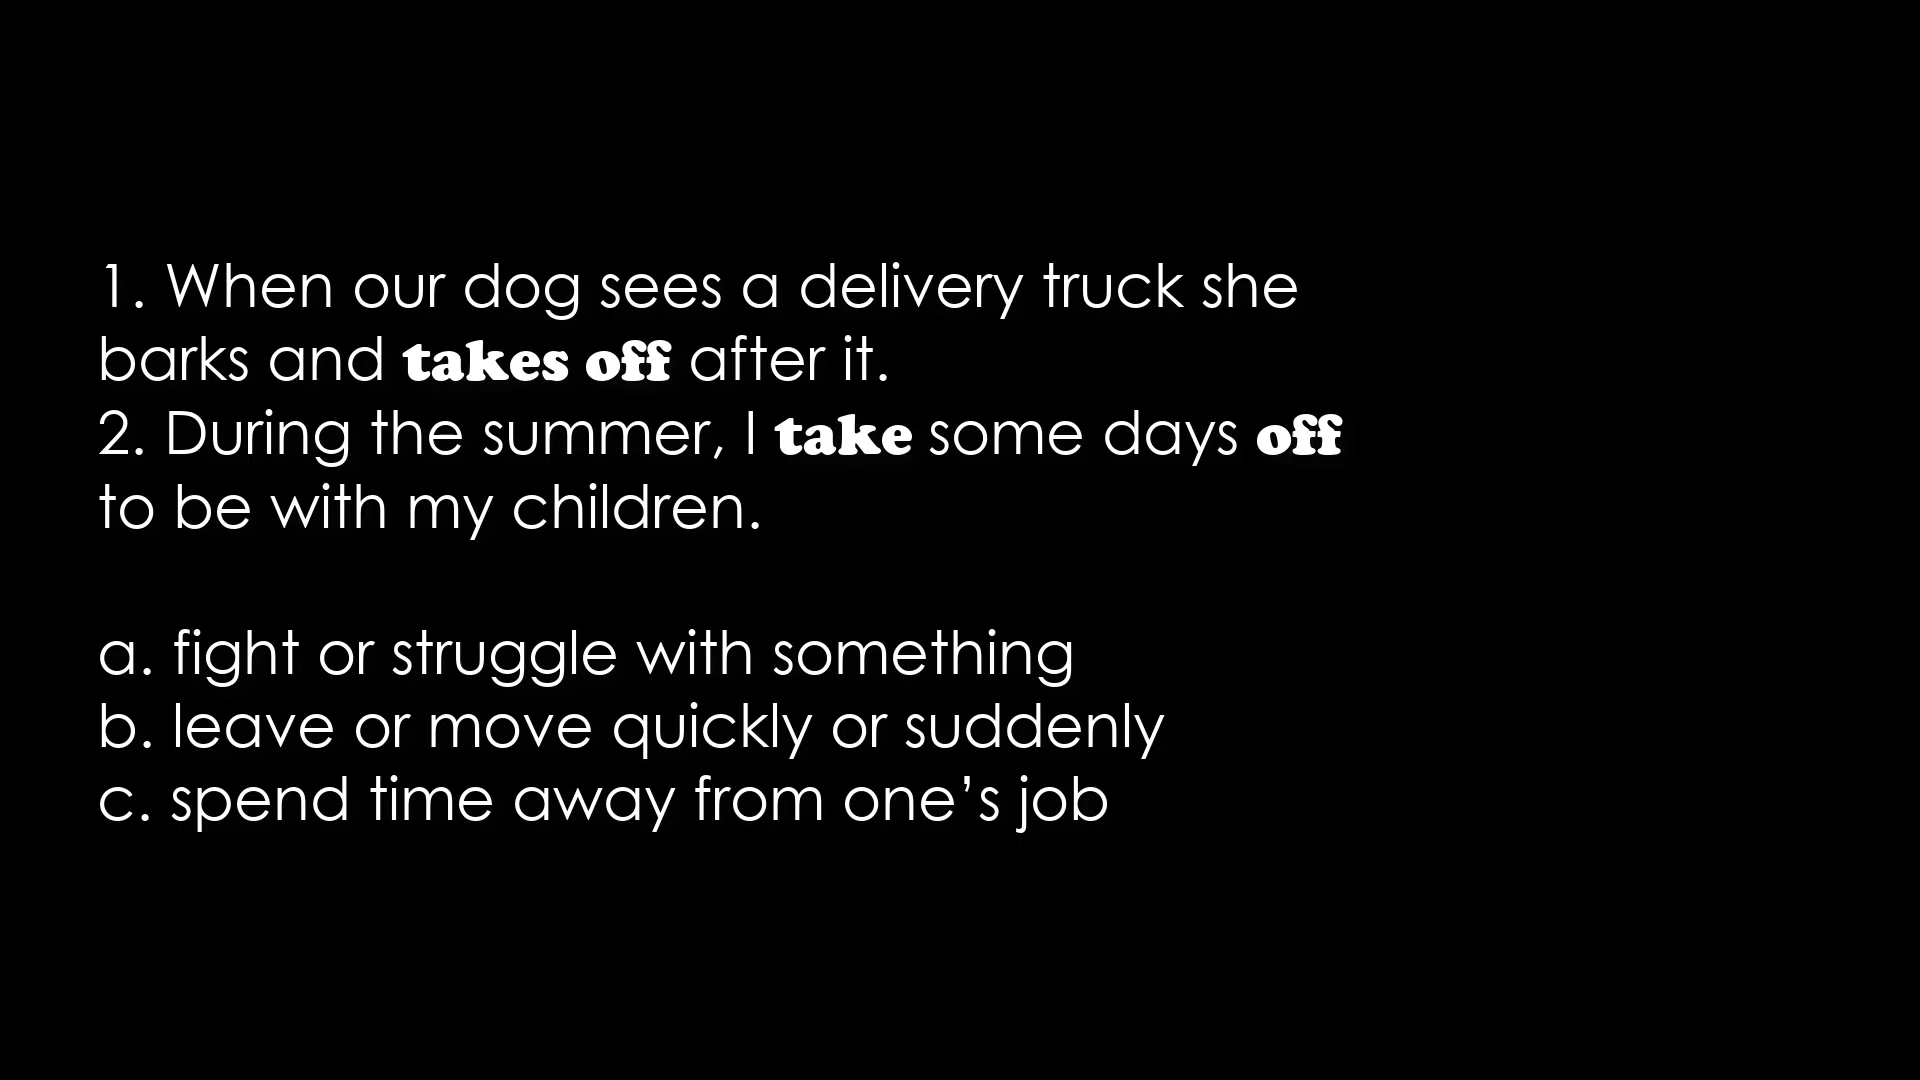 1. When our dog sees a delivery truck she
barks and takes off after it.
2. During the summer, I take some days off
to be with my children.
a. fight or struggle with something
b. leave or move quickly or suddenly
c. spend time away from one’s job